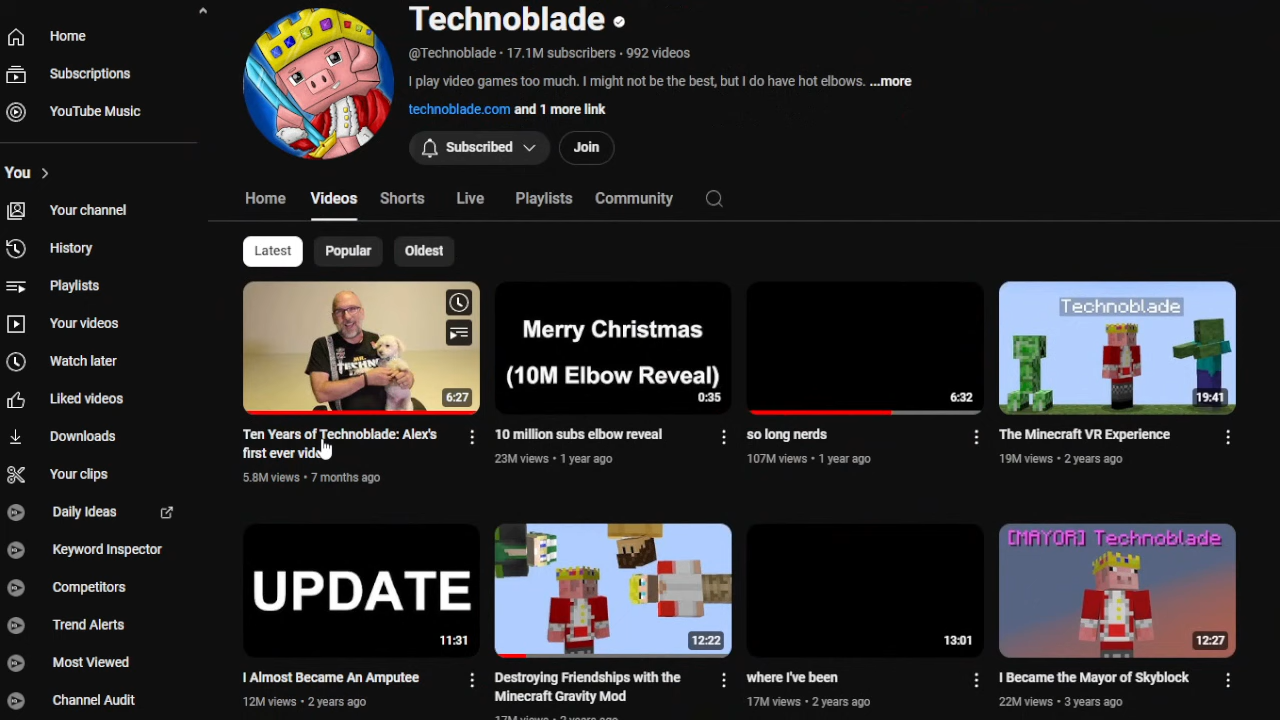 Home
Subscriptions
YouTube Music
You
Your channel
History
Playlists
Your videos
Watch later
Liked videos
Downloads
Your clips
Daily Ideas
Keyword Inspector
Competitors
Trend Alerts
Most Viewed
Channel Audit
Technoblade
@Technoblade • 17.1M subscribers • 992 videos
I play video games too much. I might not be the best, but I do have hot elbows. ...more
technoblade.com and 1 more link
Subscribed
Join
Home Videos Shorts Live Playlists Community
Latest Popular Oldest
6:27
Ten Years of Technoblade: Alex's
first ever
5.8M views • 7 months ago
Merry Christmas
(10M Elbow Reveal)
0:35
10 million subs elbow reveal
23M views • 1 year ago
6:32
so long nerds
107M views • 1 year ago
Technoblade
19:41
The Minecraft VR Experience
19M views • 2 years ago
UPDATE
11:31
I Almost Became An Amputee
12M views • 2 years ago
12:22
Destroying Friendships with the
Minecraft Gravity Mod
17M views • 2 years ago
13:01
where I've been
17M views • 2 years ago
[MAYOR] Technoblade
12:27
I Became the Mayor of Skyblock
22M views • 3 years ago